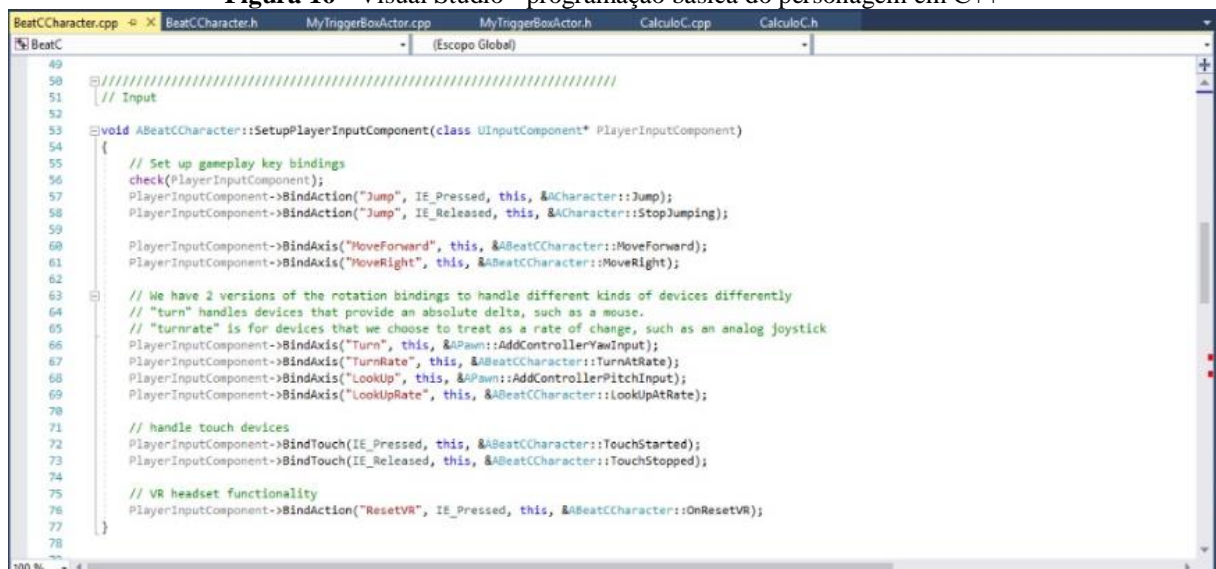 Figura 10 - Visual Studio - programação básica do personagem em C++
BeatCCharacter.cpp BeatCCharacter.h MyTriggerBoxActor.cpp MyTriggerBoxActor.h CalculoC.cpp CalculoC.h
BeatC (Escopo Global)
49
50 ////////////////////////////////////////////////////////////////////////////
51 // Input
52
53 void ABeatCCharacter::SetupPlayerInputComponent(class UInputComponent* PlayerInputComponent)
54 {
55 // Set up gameplay key bindings
56 check(PlayerInputComponent);
57 PlayerInputComponent->BindAction("Jump", IE_Pressed, this, &ACharacter::Jump);
58 PlayerInputComponent->BindAction("Jump", IE_Released, this, &ACharacter::StopJumping);
59
60 PlayerInputComponent->BindAxis("MoveForward", this, &ABeatCCharacter::MoveForward);
61 PlayerInputComponent->BindAxis("MoveRight", this, &ABeatCCharacter::MoveRight);
62
63 // We have 2 versions of the rotation bindings to handle different kinds of devices differently
64 // "turn" handles devices that provide an absolute delta, such as a mouse.
65 // "turnrate" is for devices that we choose to treat as a rate of change, such as an analog joystick
66 PlayerInputComponent->BindAxis("Turn", this, &APawn::AddControllerYawInput);
67 PlayerInputComponent->BindAxis("TurnRate", this, &ABeatCCharacter::TurnAtRate);
68 PlayerInputComponent->BindAxis("LookUp", this, &APawn::AddControllerPitchInput);
69 PlayerInputComponent->BindAxis("LookUpRate", this, &ABeatCCharacter::LookUpAtRate);
70
71 // handle touch devices
72 PlayerInputComponent->BindTouch(IE_Pressed, this, &ABeatCCharacter::TouchStarted);
73 PlayerInputComponent->BindTouch(IE_Released, this, &ABeatCCharacter::TouchStopped);
74
75 // VR headset functionality
76 PlayerInputComponent->BindAction("ResetVR", IE_Pressed, this, &ABeatCCharacter::OnResetVR);
77 }
78
100 %